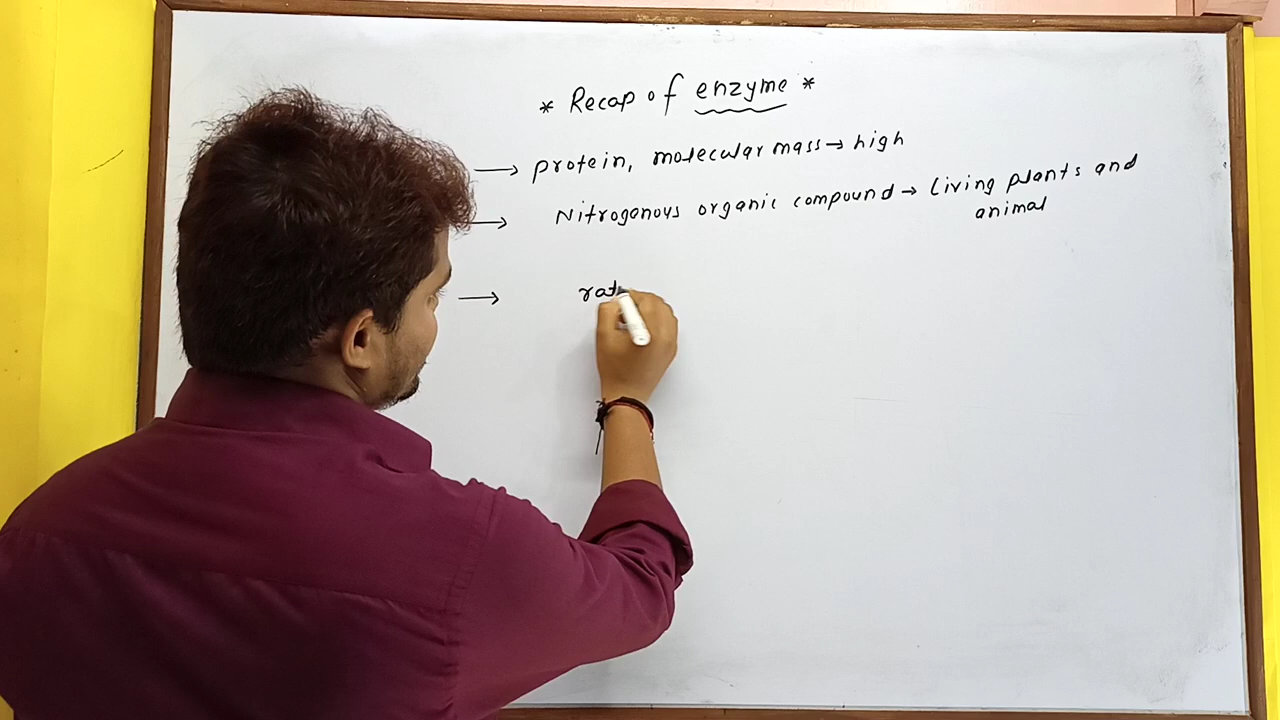 * Recap of enzyme *
→ protein, molecular mass → high
→ Nitrogenous organic compound → Living plants and
animal
→ rat